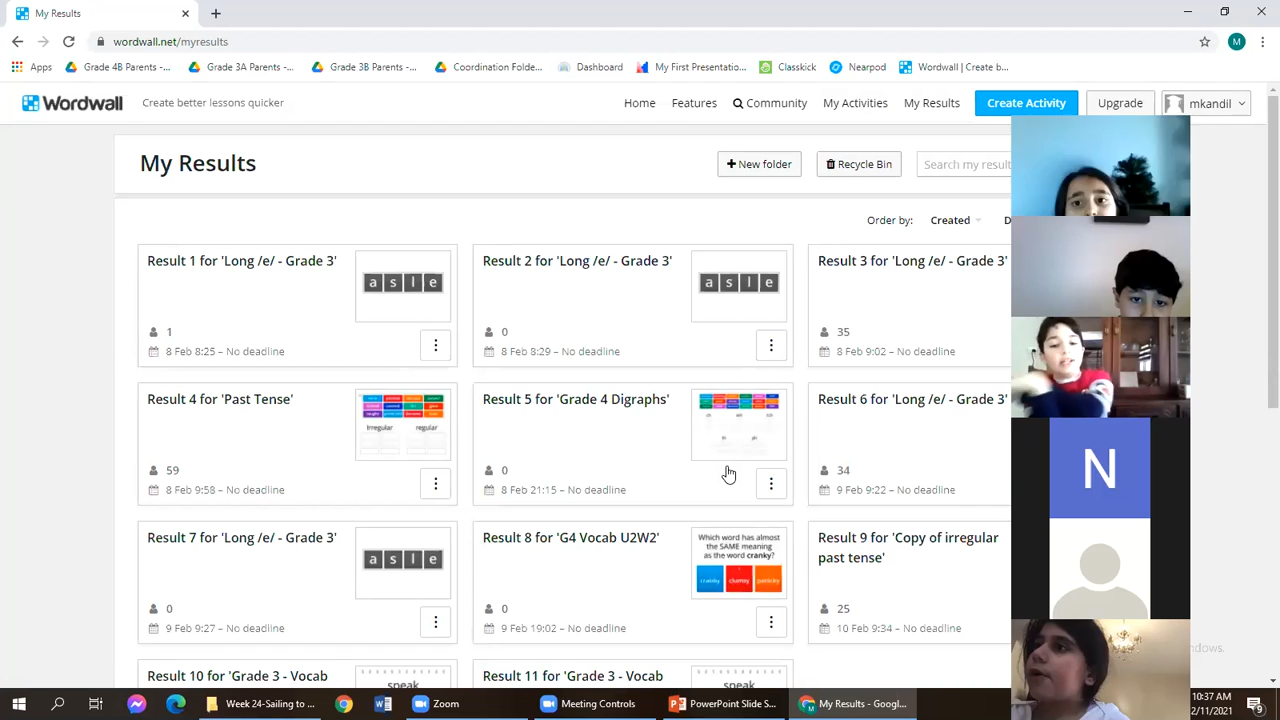 My Results
wordwall.net/myresults
M
Apps
Grade 4B Parents -...
Grade 3A Parents -...
Grade 3B Parents -...
Coordination Folde...
Dashboard
My First Presentatio...
Classkick
Nearpod
Wordwall | Create b...
Wordwall
Create better lessons quicker
Home
Features
Community
My Activities
My Results
Create Activity
Upgrade
mkandil
My Results
New folder
Recycle Bin
Search my result
Order by:
Created
D
Result 1 for 'Long /e/ - Grade 3'
a s l e
1
8 Feb 8:25 – No deadline
Result 2 for 'Long /e/ - Grade 3'
a s l e
0
8 Feb 8:29 – No deadline
Result 3 for 'Long /e/ - Grade 3'
35
8 Feb 9:02 – No deadline
Result 4 for 'Past Tense'
Irregular regular
59
8 Feb 9:58 – No deadline
Result 5 for 'Grade 4 Digraphs'
0
8 Feb 21:15 – No deadline
Result 6 for 'Long /e/ - Grade 3'
34
9 Feb 9:22 – No deadline
N
Result 7 for 'Long /e/ - Grade 3'
a s l e
0
9 Feb 9:27 – No deadline
Result 8 for 'G4 Vocab U2W2'
Which word has almost
the SAME meaning
as the word cranky?
clumsy
0
9 Feb 19:02 – No deadline
Result 9 for 'Copy of irregular
past tense'
25
10 Feb 9:34 – No deadline
ndows.
Result 10 for 'Grade 3 - Vocab
speak
Result 11 for 'Grade 3 - Vocab
speak
Week 24-Sailing to ...
Zoom
Meeting Controls
PowerPoint Slide S...
My Results - Googl...
10:37 AM
2/11/2021
9